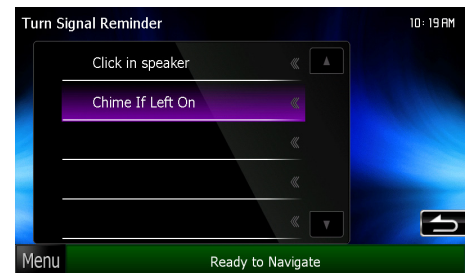 Turn Signal Reminder
10:19 AM
Click in speaker
Chime If Left On
Menu
Ready to Navigate